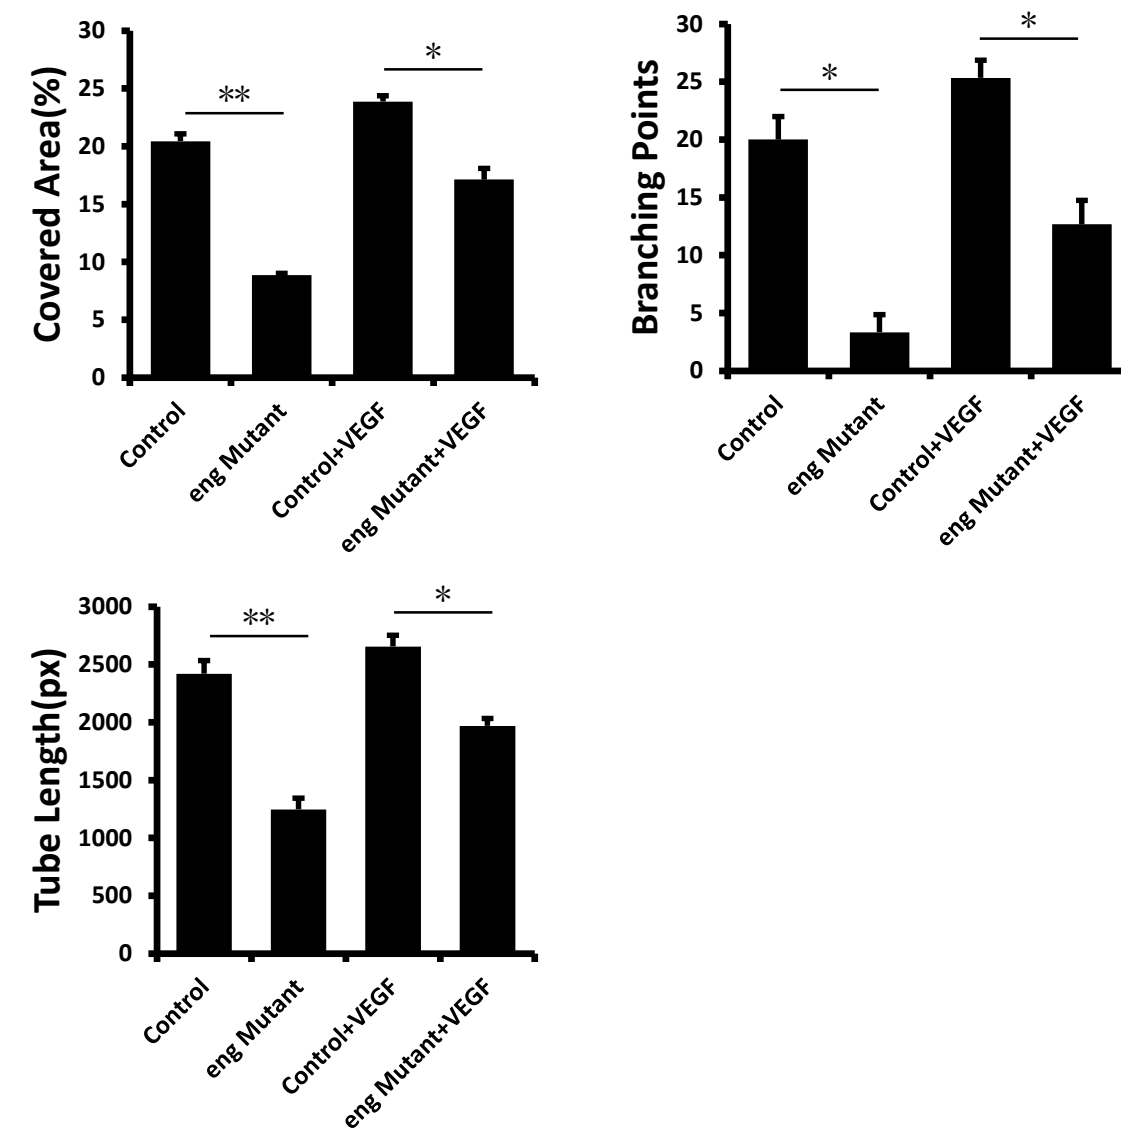 Covered Area(%)
30
25
20
15
10
5
0
**
*
Control
eng Mutant
Control+VEGF
eng Mutant+VEGF
Branching Points
30
25
20
15
10
5
0
*
*
Control
eng Mutant
Control+VEGF
eng Mutant+VEGF
Tube Length(px)
3000
2500
2000
1500
1000
500
0
**
*
Control
eng Mutant
Control+VEGF
eng Mutant+VEGF